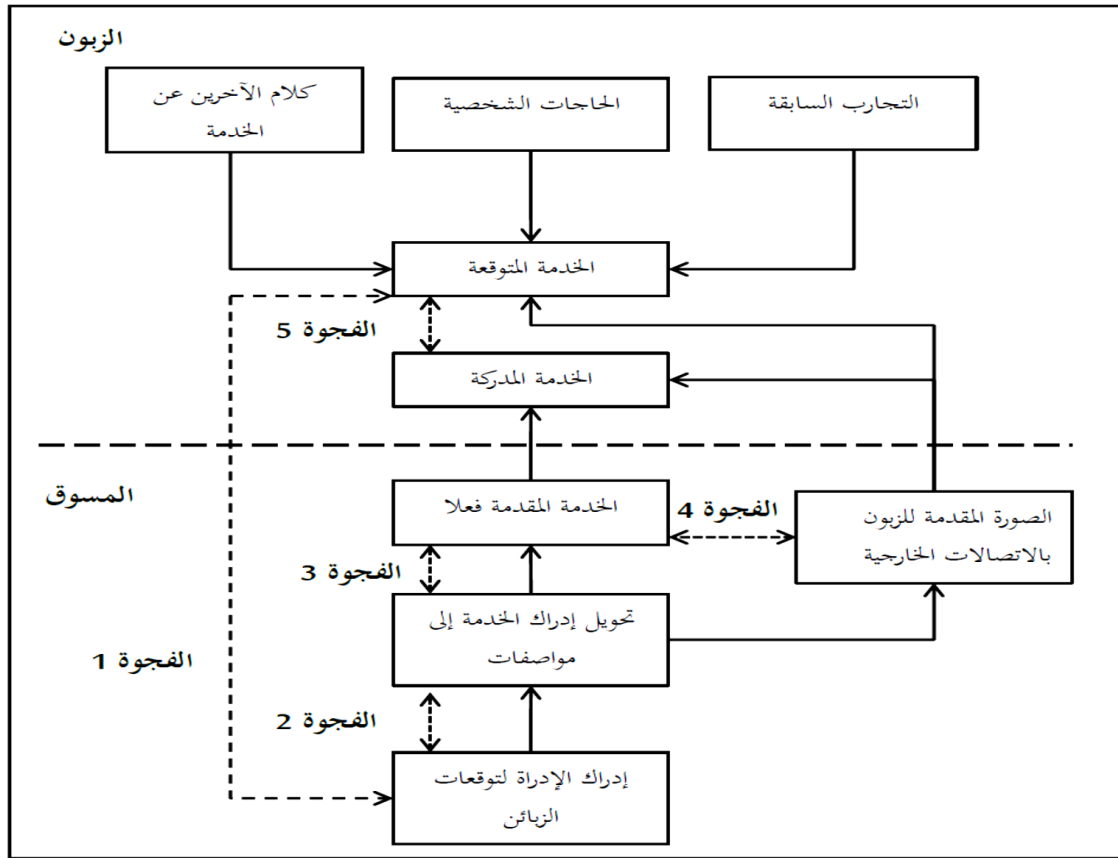 الزبون
التجارب السابقة
الحاجات الشخصية
كلام الآخرين عن
الخدمة
الخدمة المتوقعة
الفجوة 5
الخدمة المدركة
المسوق
الخدمة المقدمة فعلا
الفجوة 4
الصورة المقدمة للزبون
بالاتصالات الخارجية
الفجوة 3
تحويل إدراك الخدمة إلى
مواصفات
الفجوة 1
الفجوة 2
إدراك الإدراة لتوقعات
الزبائن